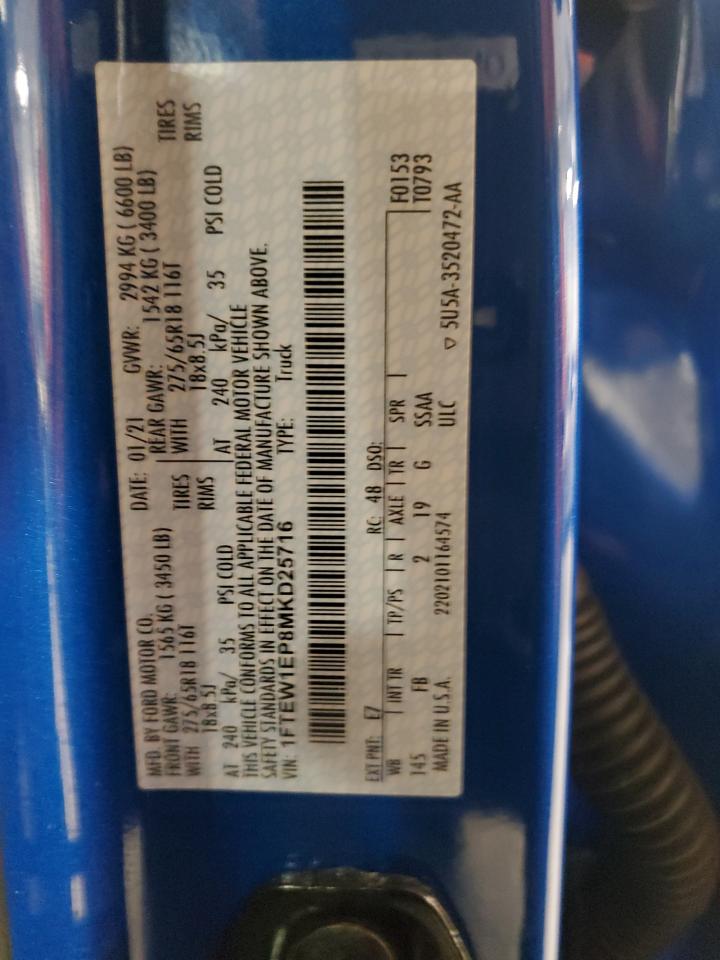 MFD. BY FORD MOTOR CO.
DATE: 01/21 GVWR: 2994 KG ( 6600 LB)
FRONT GAWR: 1565 KG ( 3450 LB) REAR GAWR: 1542 KG ( 3400 LB)
WITH 275/65R18 116T TIRES WITH 275/65R18 116T TIRES
18x8.5J RIMS 18x8.5J RIMS
AT 240 kPa/ 35 PSI COLD AT 240 kPa/ 35 PSI COLD
THIS VEHICLE CONFORMS TO ALL APPLICABLE FEDERAL MOTOR VEHICLE
SAFETY STANDARDS IN EFFECT ON THE DATE OF MANUFACTURE SHOWN ABOVE.
VIN: 1FTEW1EP8MKD25716 TYPE: Truck
EXT PNT: E7 RC: 48 DSO:
WB INT TR TP/PS R AXLE TR SPR F0153
145 FB 2 19 G SSAA T0793
MADE IN U.S.A. 2202101164574 ULC ▽ 5U5A-3520472-AA